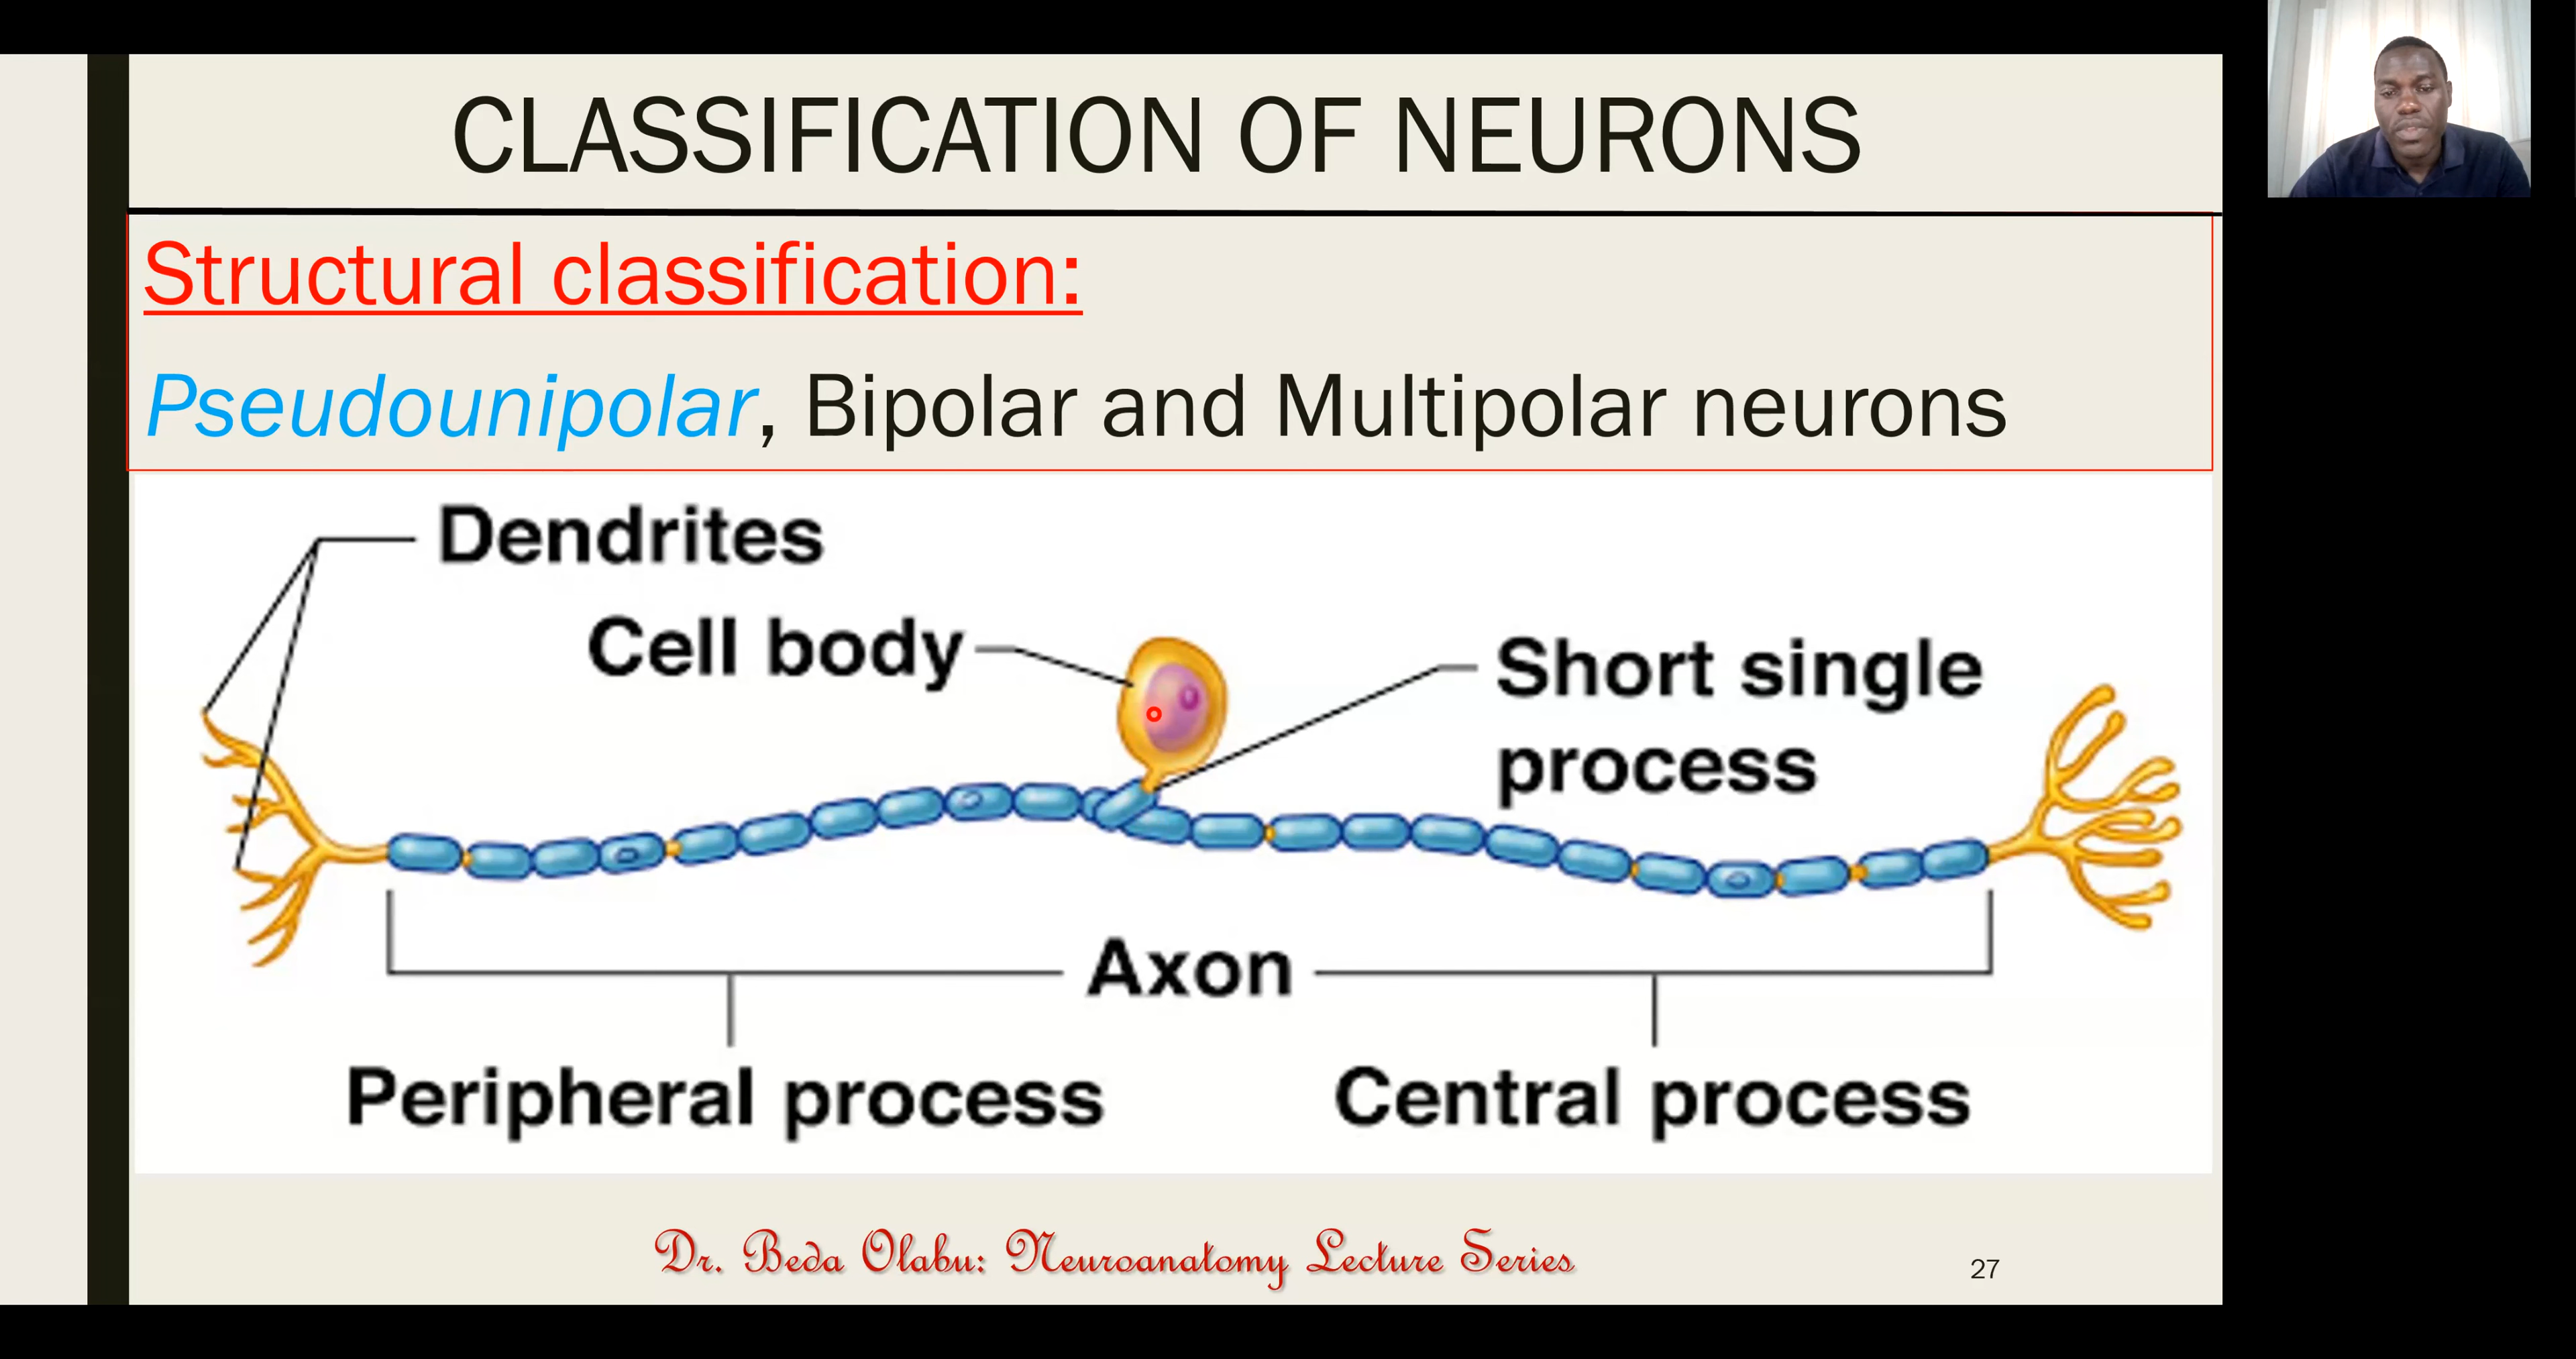 CLASSIFICATION OF NEURONS
Structural classification:
Pseudounipolar, Bipolar and Multipolar neurons
Dendrites
Cell body
Short single
process
Axon
Peripheral process
Central process
Dr. Beda Olabu: Neuroanatomy Lecture Series
27